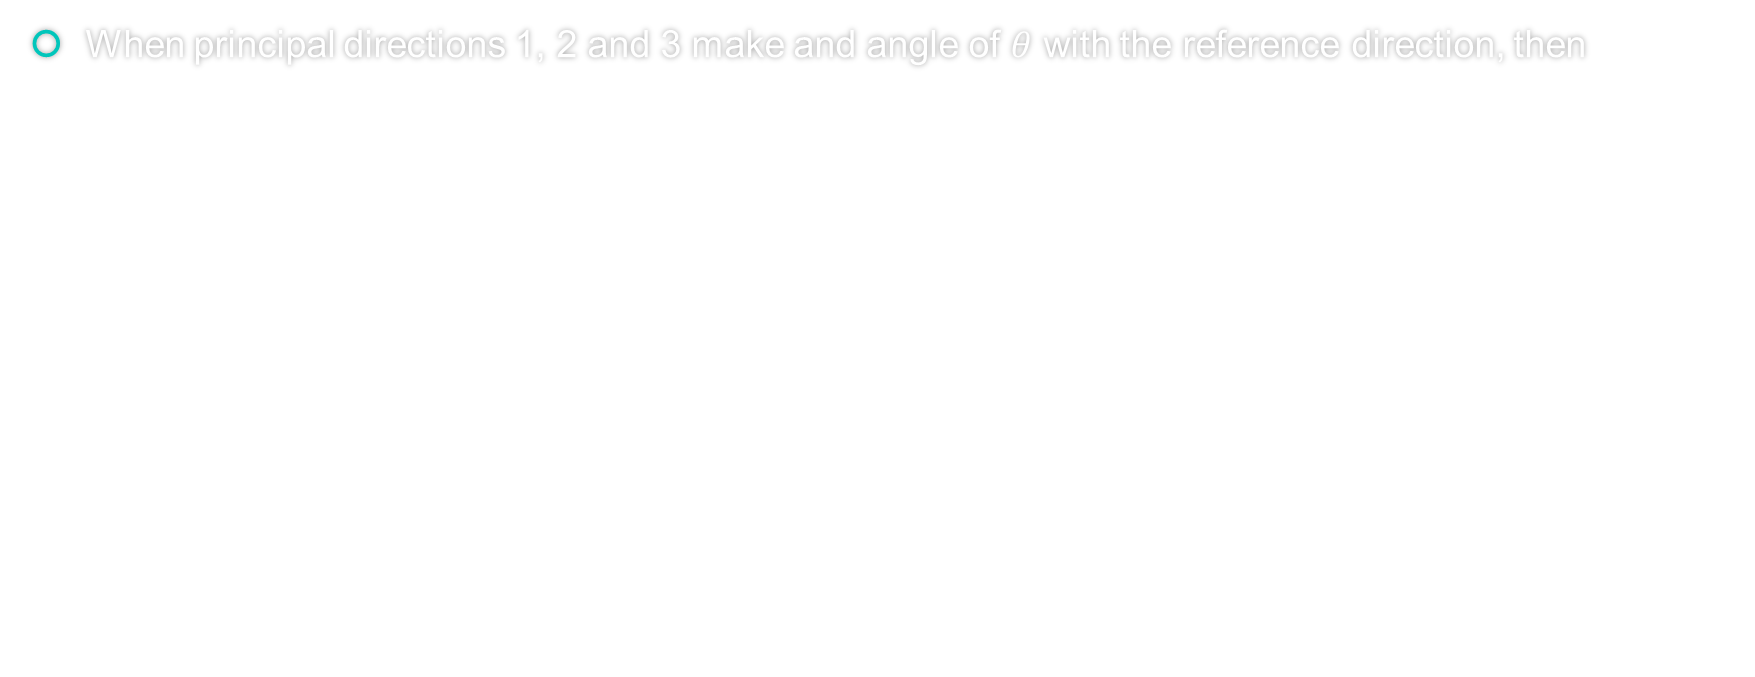 When principal directions 1, 2 and 3 make and angle of θ with the reference direction, then